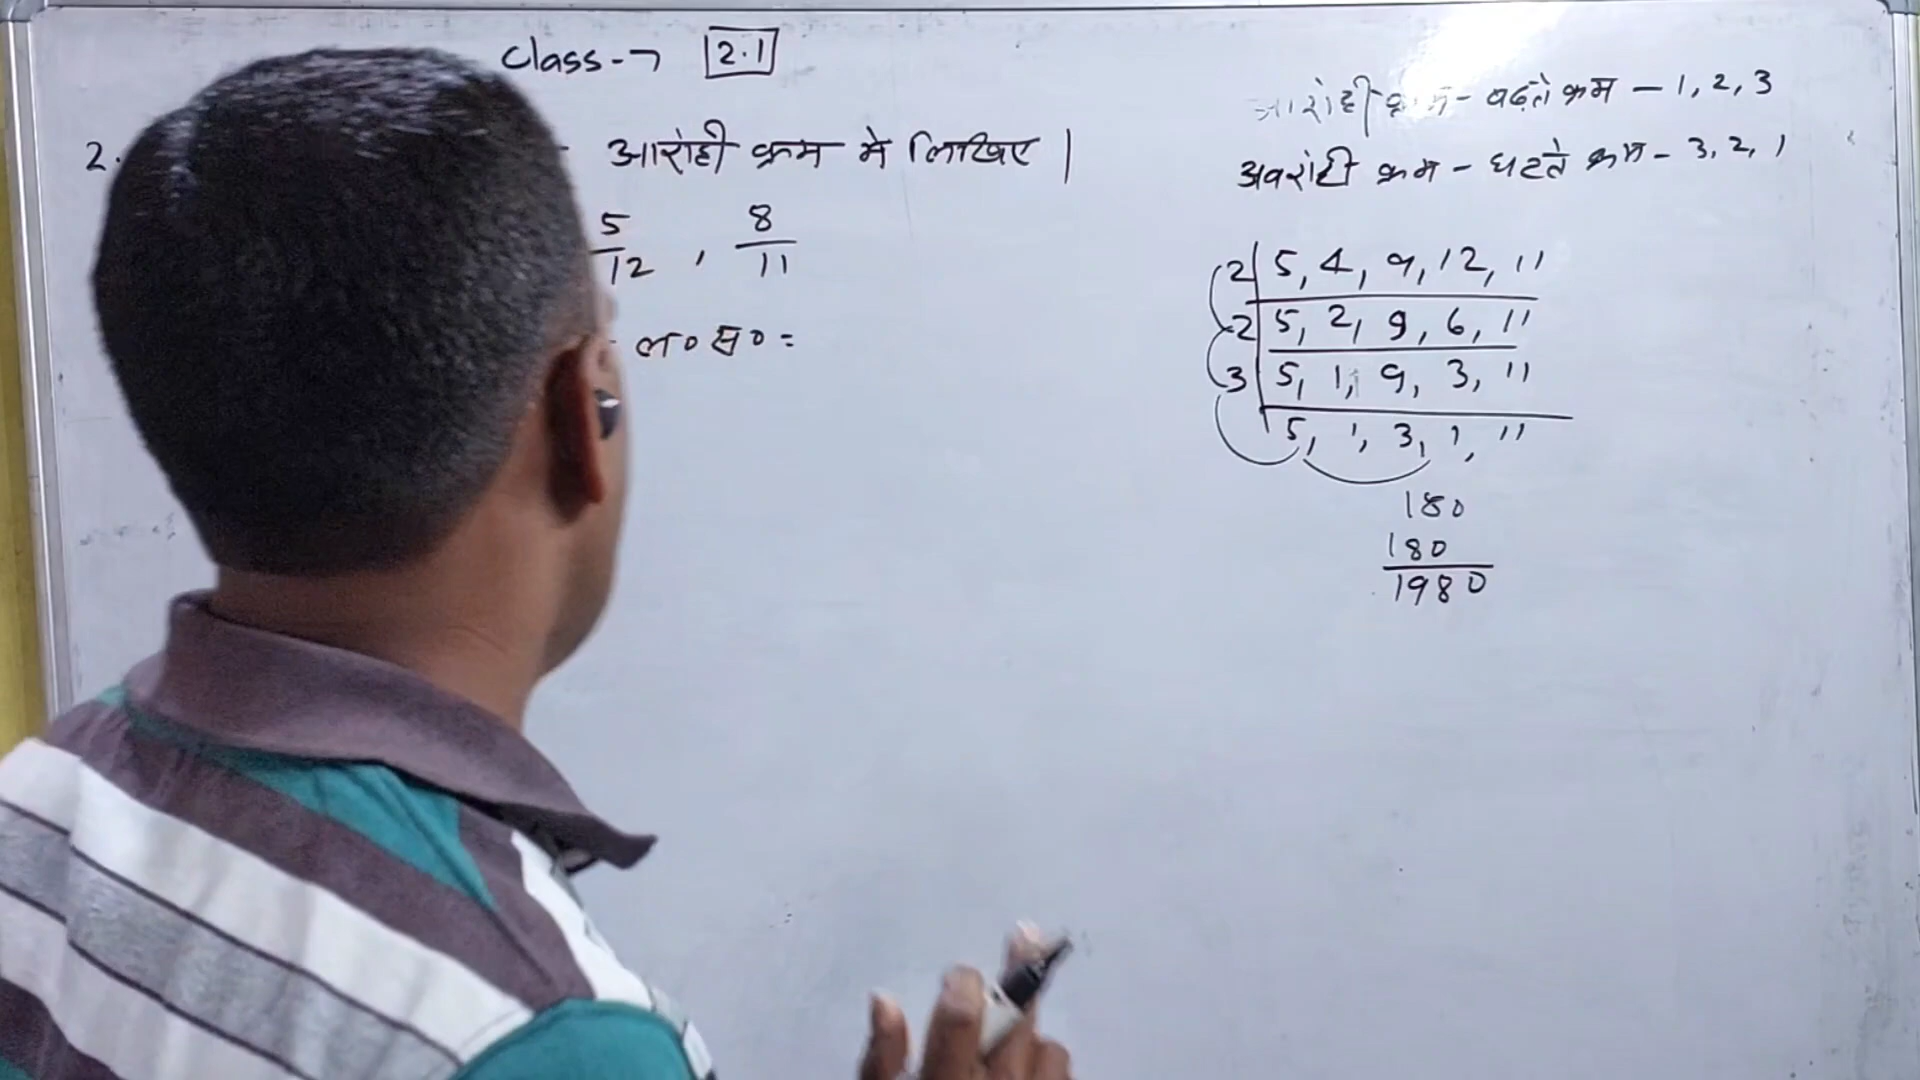 Class-7 2.1
2. आरोही क्रम मे लिखिए |
5/12 , 8/11
ल० स० =
आरोही क्रम - बढ़ते क्रम - 1, 2, 3
अवरोही क्रम - घटते क्रम - 3, 2, 1
2 | 5, 4, 9, 12, 11
2 | 5, 2, 9, 6, 11
3 | 5, 1, 9, 3, 11
5, 1, 3, 1, 11
180
180
1980